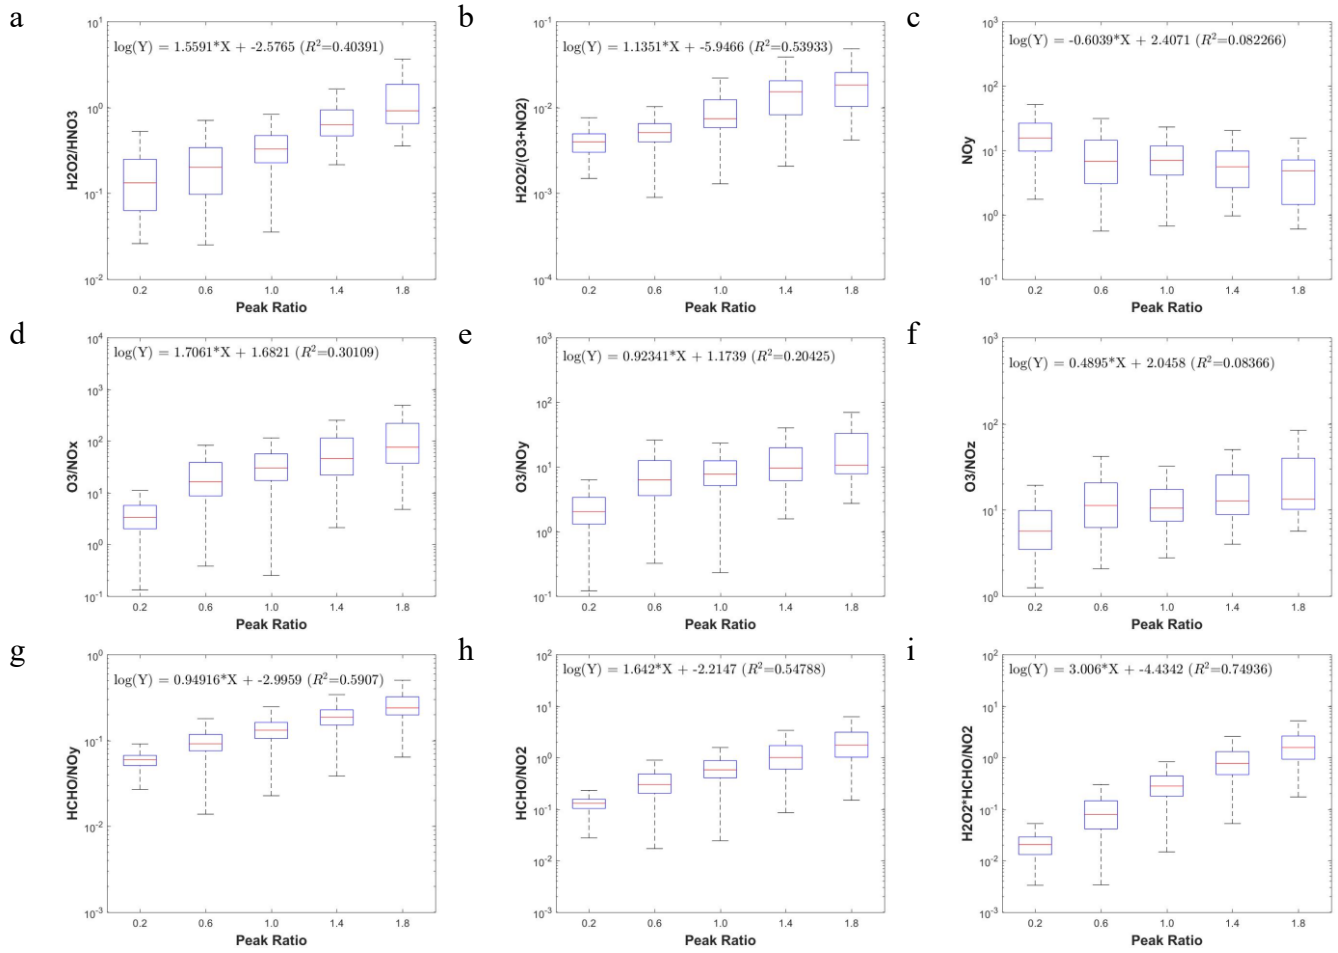 a
log(Y) = 1.5591*X + -2.5765 (R²=0.40391)
10¹
10⁰
10⁻¹
10⁻²
H2O2/HNO3
0.2 0.6 1.0 1.4 1.8
Peak Ratio
b
log(Y) = 1.1351*X + -5.9466 (R²=0.53933)
10⁻¹
10⁻²
10⁻³
10⁻⁴
H2O2/(O3+NO2)
0.2 0.6 1.0 1.4 1.8
Peak Ratio
c
log(Y) = -0.6039*X + 2.4071 (R²=0.082266)
10³
10²
10¹
10⁰
10⁻¹
NOy
0.2 0.6 1.0 1.4 1.8
Peak Ratio
d
log(Y) = 1.7061*X + 1.6821 (R²=0.30109)
10⁴
10³
10²
10¹
10⁰
10⁻¹
O3/NOx
0.2 0.6 1.0 1.4 1.8
Peak Ratio
e
log(Y) = 0.92341*X + 1.1739 (R²=0.20425)
10³
10²
10¹
10⁰
10⁻¹
O3/NOy
0.2 0.6 1.0 1.4 1.8
Peak Ratio
f
log(Y) = 0.4895*X + 2.0458 (R²=0.08366)
10³
10²
10¹
10⁰
O3/NOz
0.2 0.6 1.0 1.4 1.8
Peak Ratio
g
log(Y) = 0.94916*X + -2.9959 (R²=0.5907)
10⁰
10⁻¹
10⁻²
10⁻³
HCHO/NOy
0.2 0.6 1.0 1.4 1.8
Peak Ratio
h
log(Y) = 1.642*X + -2.2147 (R²=0.54788)
10²
10¹
10⁰
10⁻¹
10⁻²
10⁻³
HCHO/NO2
0.2 0.6 1.0 1.4 1.8
Peak Ratio
i
log(Y) = 3.006*X + -4.4342 (R²=0.74936)
10²
10¹
10⁰
10⁻¹
10⁻²
10⁻³
H2O2*HCHO/NO2
0.2 0.6 1.0 1.4 1.8
Peak Ratio